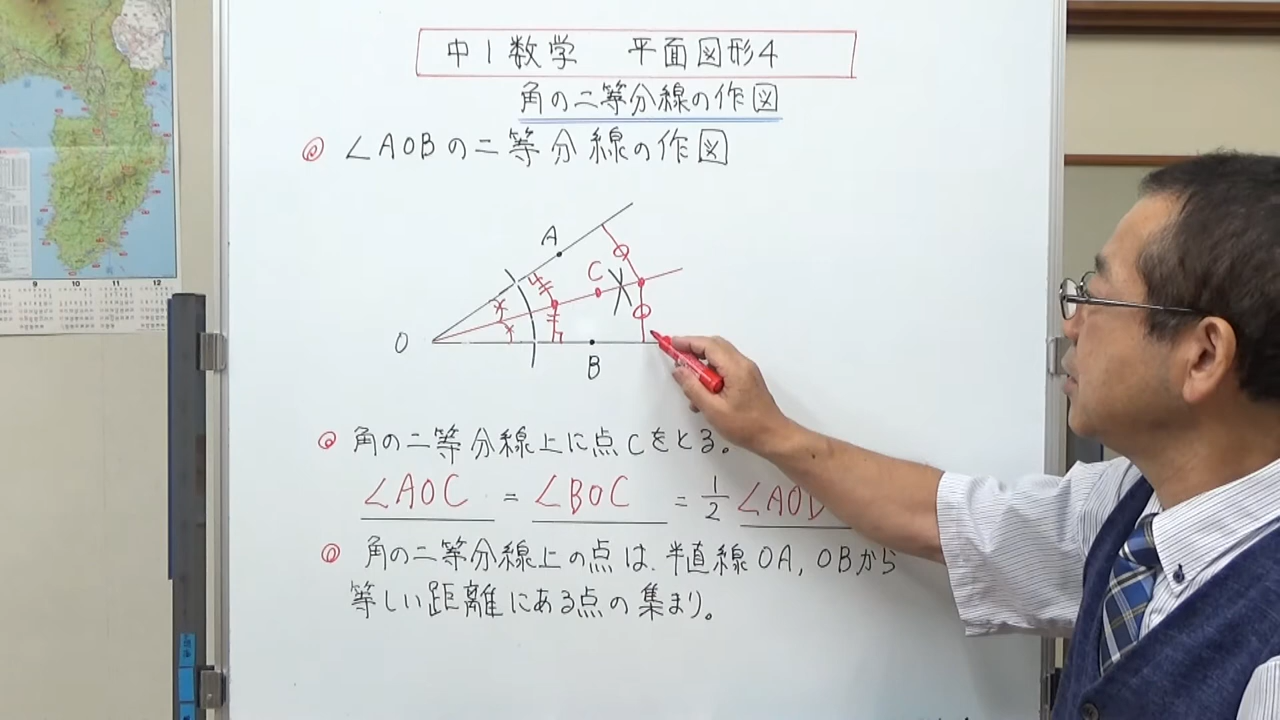 中1数学 平面図形4
角の二等分線の作図
∠AOBの二等分線の作図
A
C
O
B
角の二等分線上に点Cをとる。
∠AOC = ∠BOC = 1/2 ∠AOB
角の二等分線上の点は、半直線OA, OBから
等しい距離にある点の集まり。
9 10 11 12